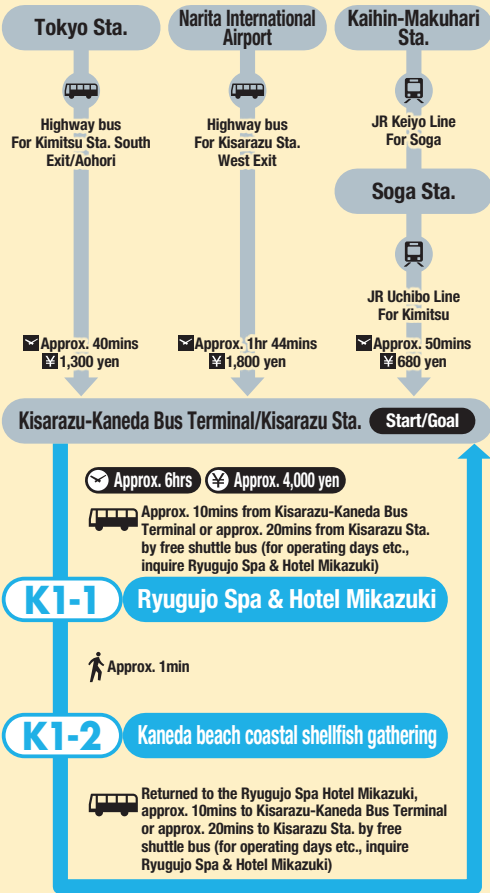 Tokyo Sta.
Highway bus
For Kimitsu Sta. South
Exit/Aohori
Approx. 40mins
¥1,300 yen
Narita International
Airport
Highway bus
For Kisarazu Sta.
West Exit
Approx. 1hr 44mins
¥1,800 yen
Kaihin-Makuhari
Sta.
JR Keiyo Line
For Soga
Soga Sta.
JR Uchibo Line
For Kimitsu
Approx. 50mins
¥680 yen
Kisarazu-Kaneda Bus Terminal/Kisarazu Sta. Start/Goal
Approx. 6hrs ¥ Approx. 4,000 yen
Approx. 10mins from Kisarazu-Kaneda Bus
Terminal or approx. 20mins from Kisarazu Sta.
by free shuttle bus (for operating days etc.,
inquire Ryugujo Spa & Hotel Mikazuki)
K1-1 Ryugujo Spa & Hotel Mikazuki
Approx. 1min
K1-2 Kaneda beach coastal shellfish gathering
Returned to the Ryugujo Spa Hotel Mikazuki,
approx. 10mins to Kisarazu-Kaneda Bus Terminal
or approx. 20mins to Kisarazu Sta. by free
shuttle bus (for operating days etc., inquire
Ryugujo Spa & Hotel Mikazuki)